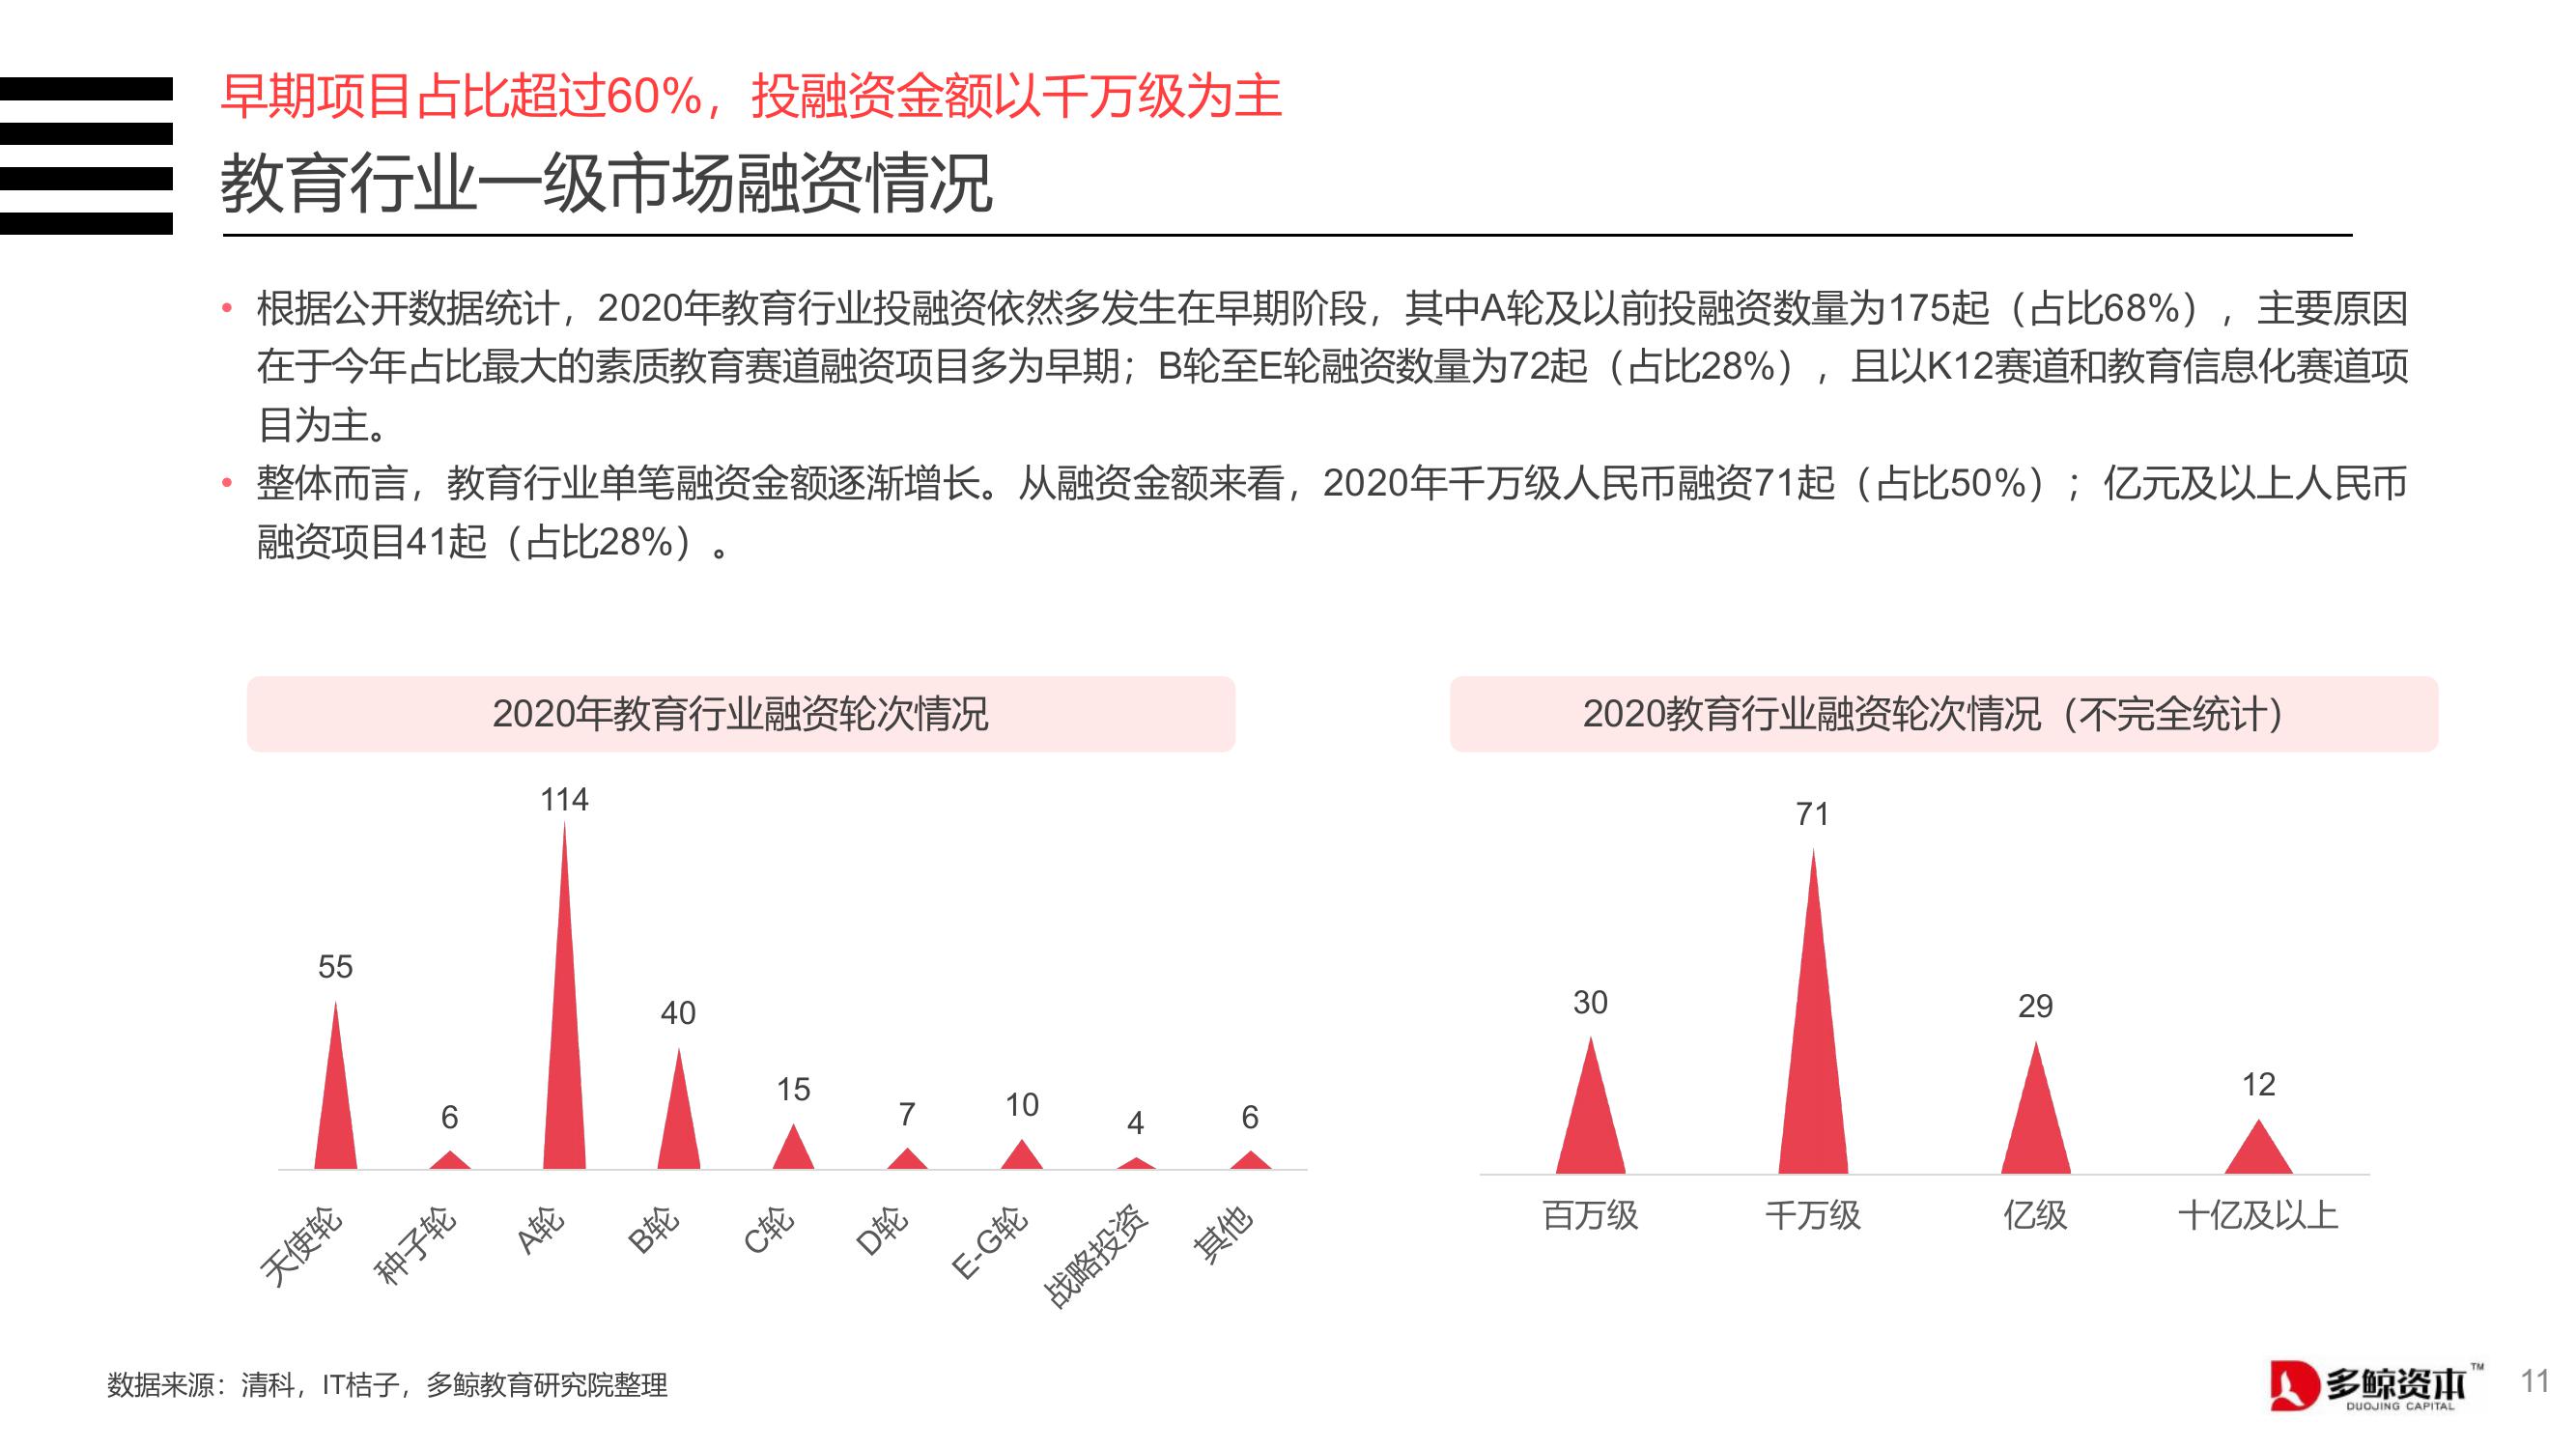 早期项目占比超过60%，投融资金额以千万级为主
教育行业一级市场融资情况
• 根据公开数据统计，2020年教育行业投融资依然多发生在早期阶段，其中A轮及以前投融资数量为175起（占比68%），主要原因
在于今年占比最大的素质教育赛道融资项目多为早期；B轮至E轮融资数量为72起（占比28%），且以K12赛道和教育信息化赛道项
目为主。
• 整体而言，教育行业单笔融资金额逐渐增长。从融资金额来看，2020年千万级人民币融资71起（占比50%）；亿元及以上人民币
融资项目41起（占比28%）。
2020年教育行业融资轮次情况
114
55
40
15
10
7
6
4
6
天使轮
种子轮
A轮
B轮
C轮
D轮
E-G轮
战略投资
其他
2020教育行业融资轮次情况（不完全统计）
71
30
29
12
百万级
千万级
亿级
十亿及以上
数据来源：清科，IT桔子，多鲸教育研究院整理
多鲸资本™
DUOJING CAPITAL
11